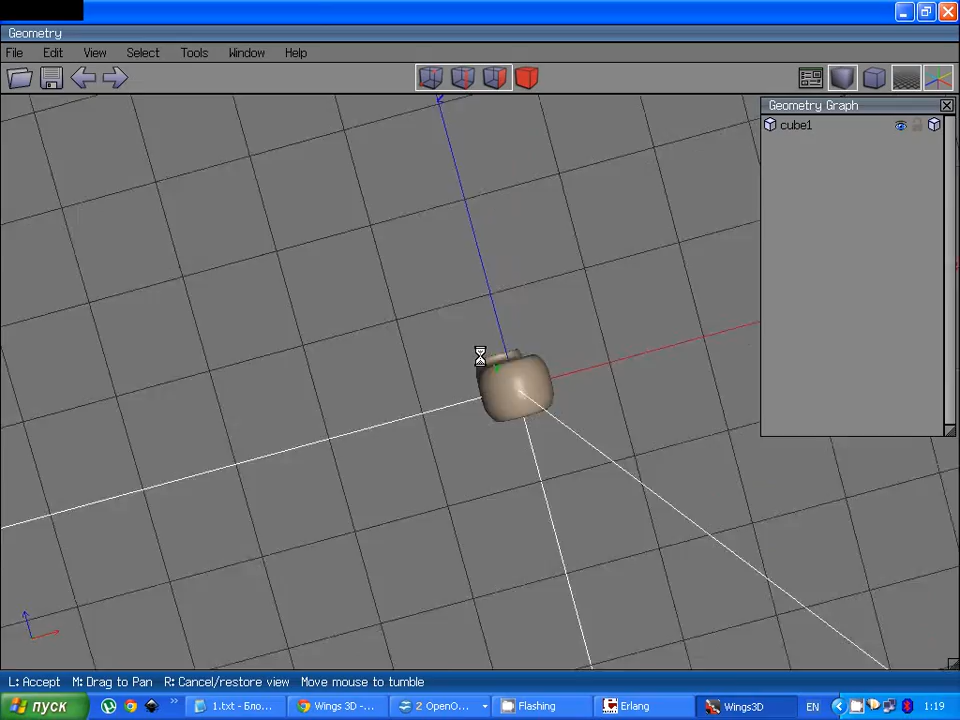 Geometry
File Edit View Select Tools Window Help
Geometry Graph
cube1
L: Accept M: Drag to Pan R: Cancel/restore view Move mouse to tumble
пуск 1.txt - Бло... Wings 3D -... 2 OpenO... Flashing Erlang Wings3D EN 1:19